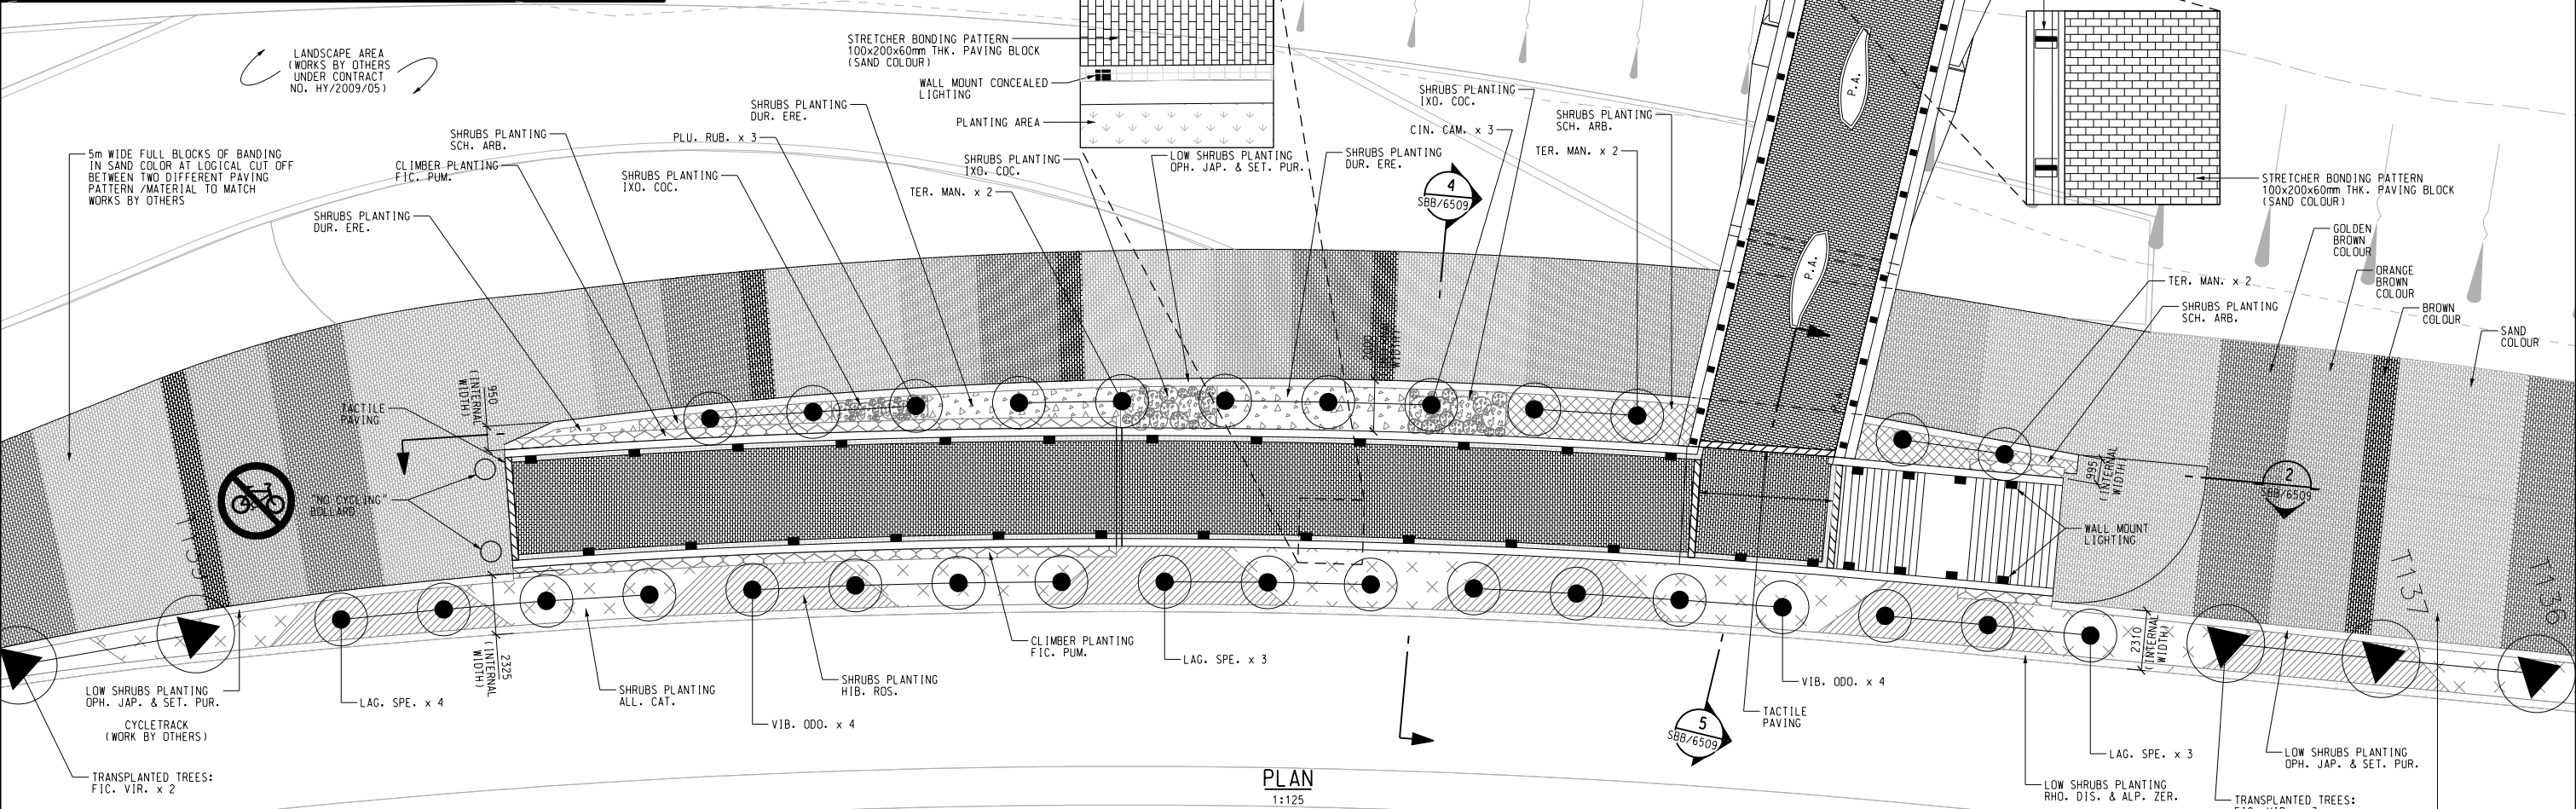 LANDSCAPE AREA
(WORKS BY OTHERS
UNDER CONTRACT
NO. HY/2009/05)
5m WIDE FULL BLOCKS OF BANDING
IN SAND COLOR AT LOGICAL CUT OFF
BETWEEN TWO DIFFERENT PAVING
PATTERN /MATERIAL TO MATCH
WORKS BY OTHERS
SHRUBS PLANTING
DUR. ERE.
CLIMBER PLANTING
FIC. PUM.
SHRUBS PLANTING
SCH. ARB.
SHRUBS PLANTING
IXO. COC.
PLU. RUB. x 3
SHRUBS PLANTING
DUR. ERE.
STRETCHER BONDING PATTERN
100x200x60mm THK. PAVING BLOCK
(SAND COLOUR)
WALL MOUNT CONCEALED
LIGHTING
PLANTING AREA
SHRUBS PLANTING
IXO. COC.
TER. MAN. x 2
LOW SHRUBS PLANTING
OPH. JAP. & SET. PUR.
SHRUBS PLANTING
DUR. ERE.
SHRUBS PLANTING
IXO. COC.
CIN. CAM. x 3
SHRUBS PLANTING
SCH. ARB.
TER. MAN. x 2
4
SBB/6509
P.A.
P.A.
STRETCHER BONDING PATTERN
100x200x60mm THK. PAVING BLOCK
(SAND COLOUR)
GOLDEN
BROWN
COLOUR
ORANGE
BROWN
COLOUR
BROWN
COLOUR
SAND
COLOUR
TER. MAN. x 2
SHRUBS PLANTING
SCH. ARB.
950
(INTERNAL
WIDTH)
2000
WIDTH)
995
(INTERNAL
WIDTH)
2
SBB/6509
TACTILE
PAVING
"NO CYCLING"
BOLLARD
WALL MOUNT
LIGHTING
T137
T136
2325
(INTERNAL
WIDTH)
2310
(INTERNAL
WIDTH)
LOW SHRUBS PLANTING
OPH. JAP. & SET. PUR.
CYCLETRACK
(WORK BY OTHERS)
TRANSPLANTED TREES:
FIC. VIR. x 2
LAG. SPE. x 4
SHRUBS PLANTING
ALL. CAT.
VIB. ODO. x 4
SHRUBS PLANTING
HIB. ROS.
CLIMBER PLANTING
FIC. PUM.
LAG. SPE. x 3
5
SBB/6509
TACTILE
PAVING
VIB. ODO. x 4
LAG. SPE. x 3
LOW SHRUBS PLANTING
RHO. DIS. & ALP. ZER.
LOW SHRUBS PLANTING
OPH. JAP. & SET. PUR.
TRANSPLANTED TREES:
PLAN
1:125